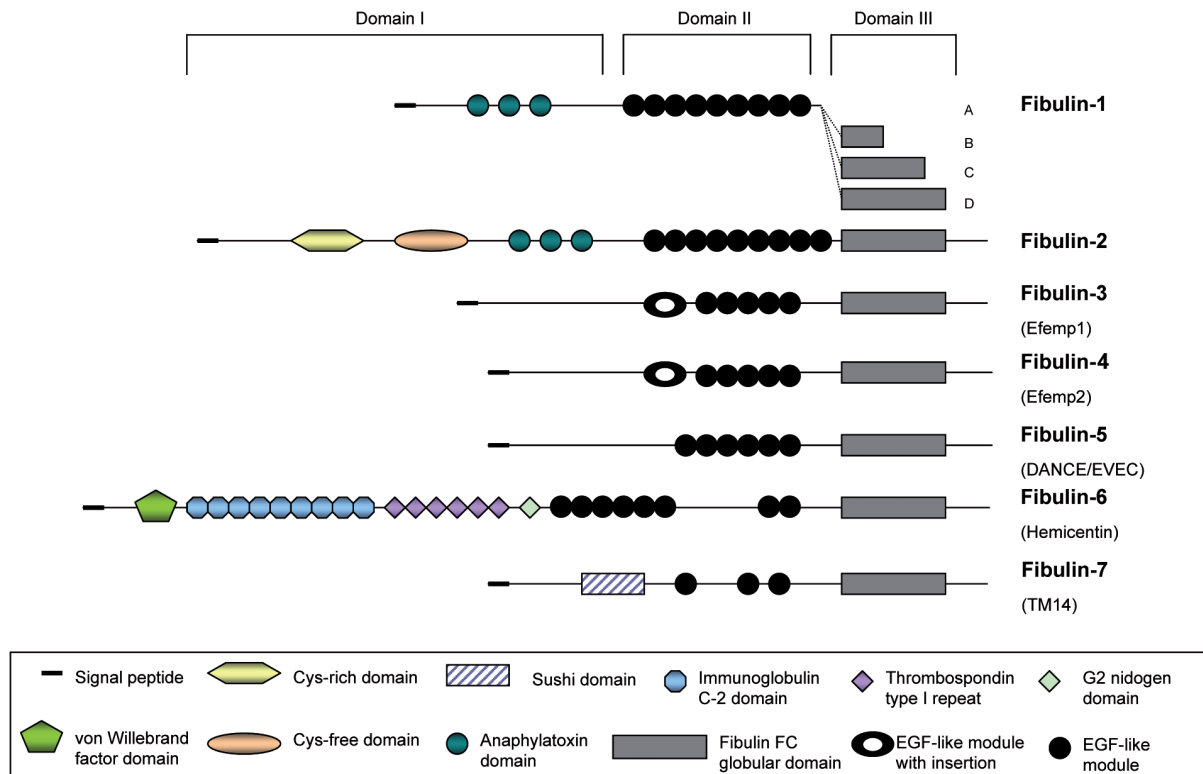 Domain I
Domain II
Domain III
A
Fibulin-1
B
C
D
Fibulin-2
Fibulin-3
(Efemp1)
Fibulin-4
(Efemp2)
Fibulin-5
(DANCE/EVEC)
Fibulin-6
(Hemicentin)
Fibulin-7
(TM14)
Signal peptide
Cys-rich domain
Sushi domain
Immunoglobulin
C-2 domain
Thrombospondin
type I repeat
G2 nidogen
domain
von Willebrand
factor domain
Cys-free domain
Anaphylatoxin
domain
Fibulin FC
globular domain
EGF-like module
with insertion
EGF-like
module